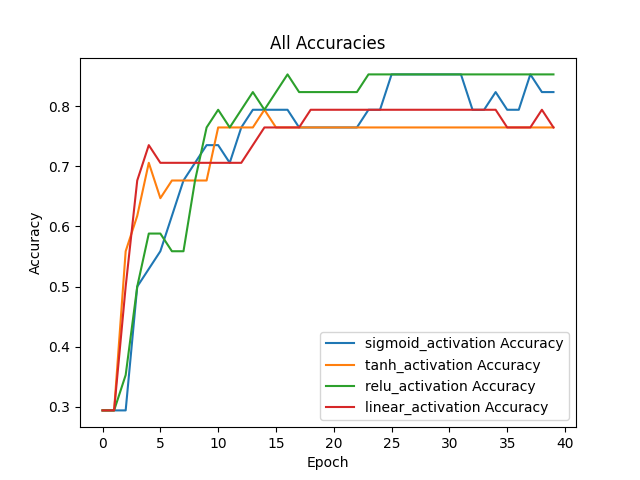 All Accuracies
Accuracy
0.8
0.7
0.6
0.5
0.4
0.3
sigmoid_activation Accuracy
tanh_activation Accuracy
relu_activation Accuracy
linear_activation Accuracy
0 5 10 15 20 25 30 35 40
Epoch